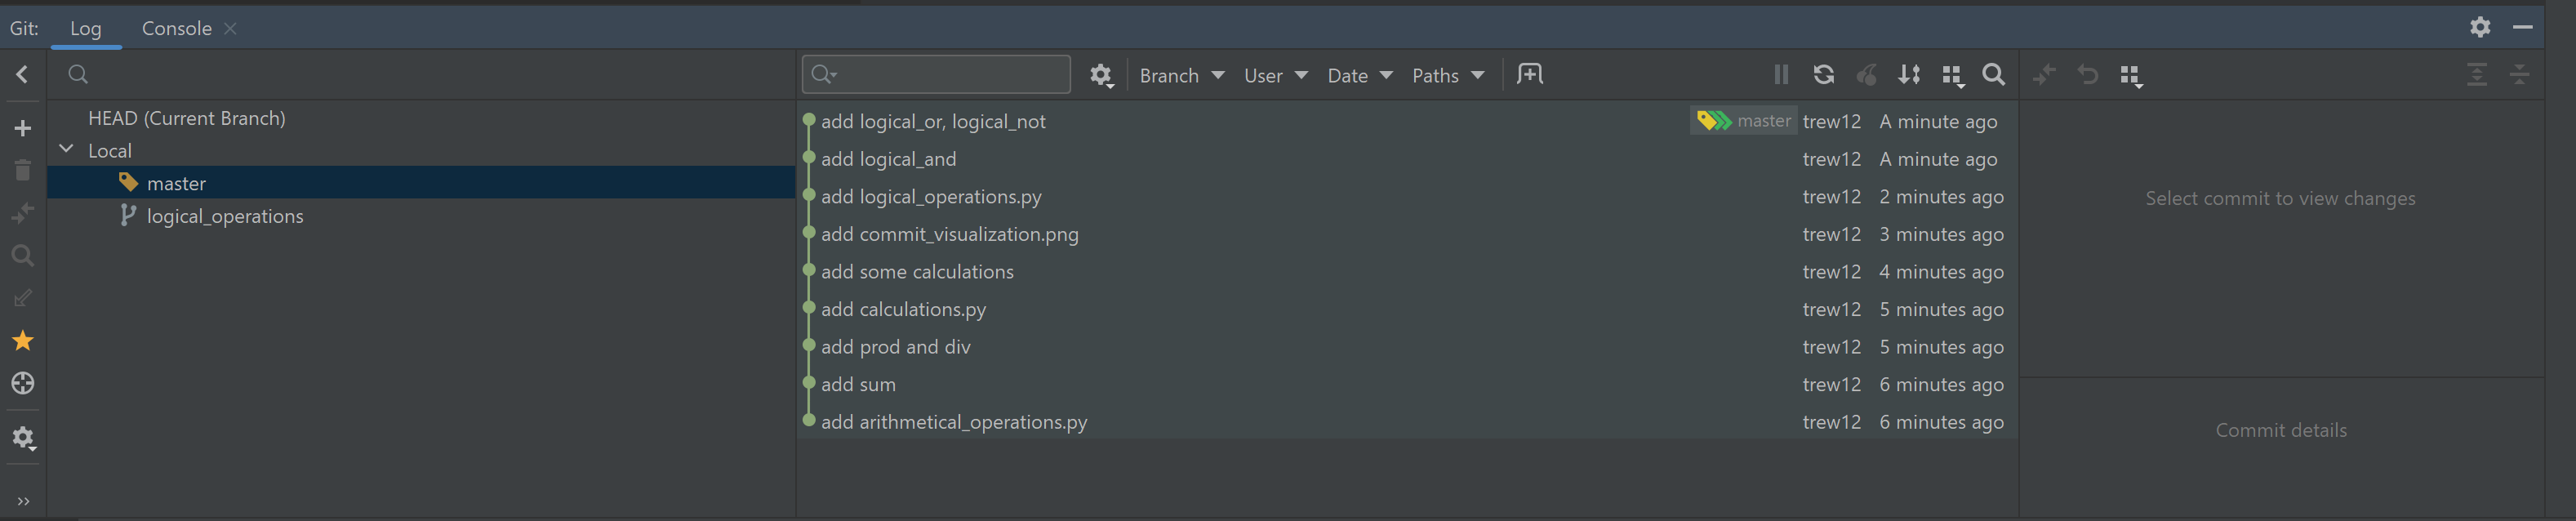 Git: Log Console
Branch User Date Paths
HEAD (Current Branch)
Local
master
logical_operations
add logical_or, logical_not master trew12 A minute ago
add logical_and trew12 A minute ago
add logical_operations.py trew12 2 minutes ago
add commit_visualization.png trew12 3 minutes ago
add some calculations trew12 4 minutes ago
add calculations.py trew12 5 minutes ago
add prod and div trew12 5 minutes ago
add sum trew12 6 minutes ago
add arithmetical_operations.py trew12 6 minutes ago
Select commit to view changes
Commit details